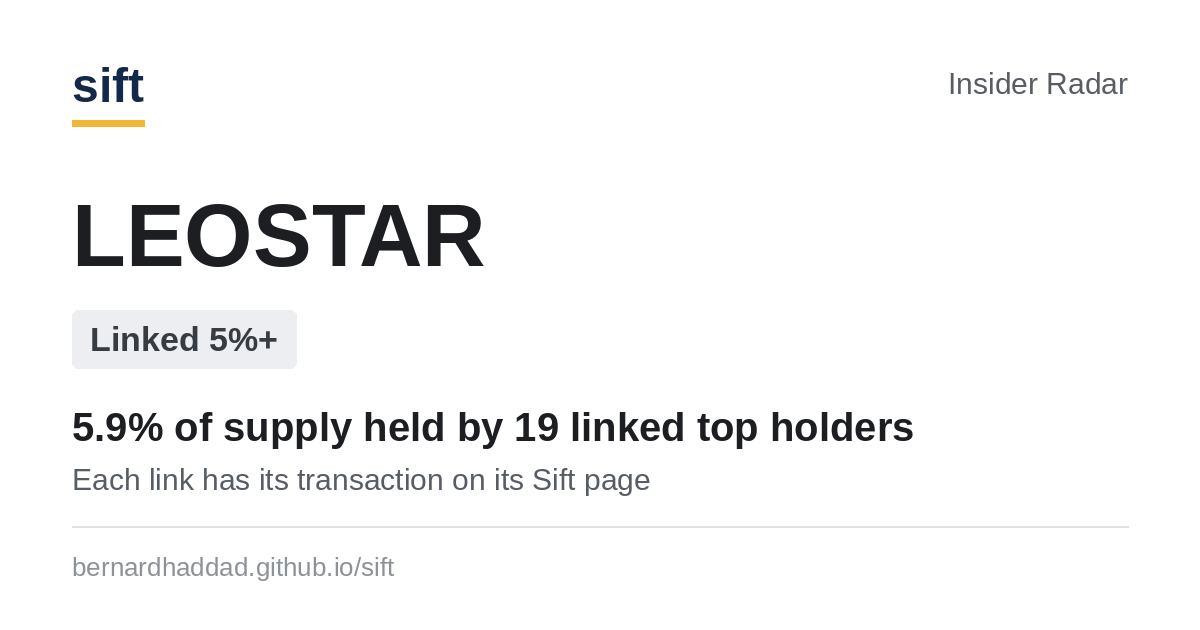 sift
Insider Radar
LEOSTAR
Linked 5%+
5.9% of supply held by 19 linked top holders
Each link has its transaction on its Sift page
bernardhaddad.github.io/sift